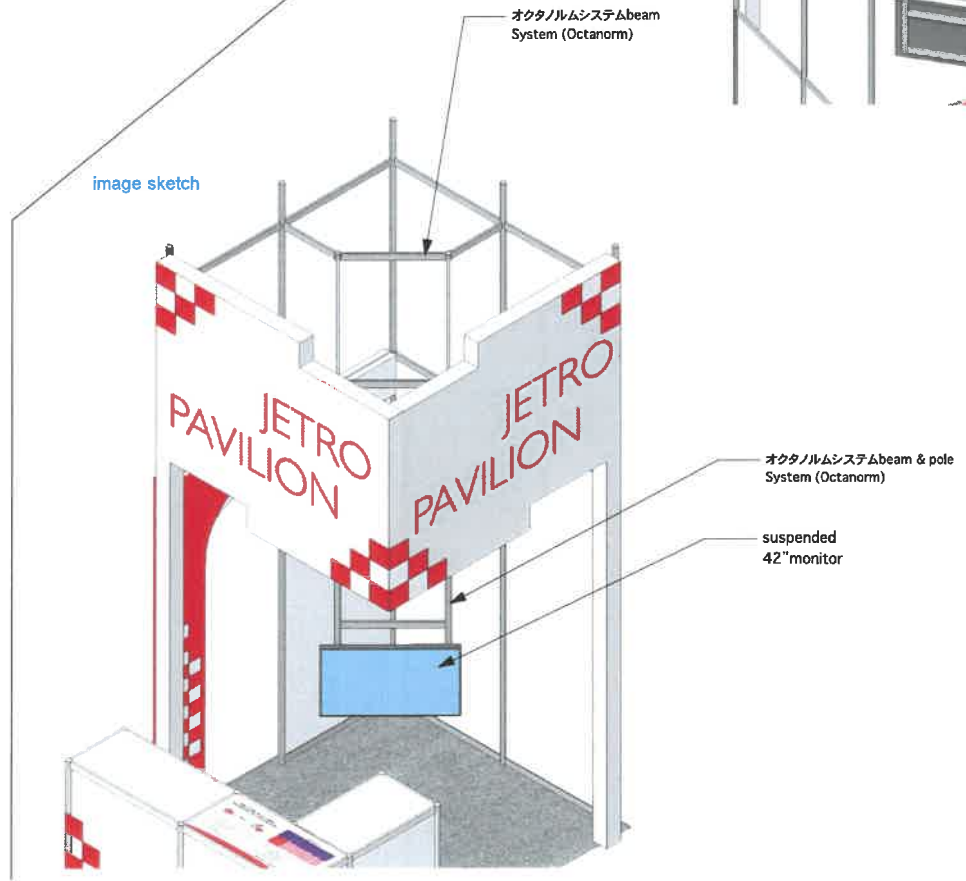 オクタノルムシステムbeam
System (Octanorm)
image sketch
JETRO
PAVILION
JETRO
PAVILION
オクタノルムシステムbeam & pole
System (Octanorm)
suspended
42"monitor